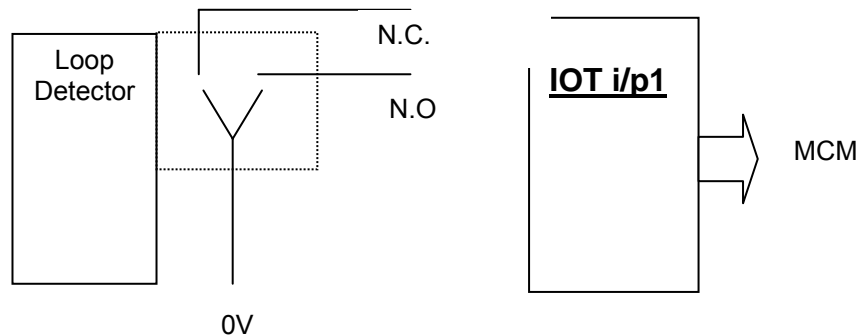 Loop
Detector
N.C.
N.O
0V
IOT i/p1
MCM